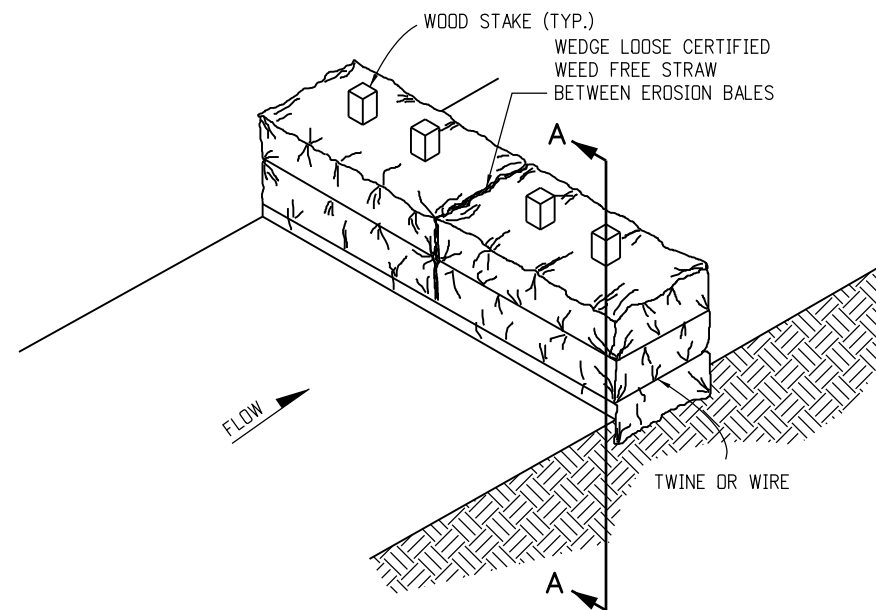 WOOD STAKE (TYP.)
WEDGE LOOSE CERTIFIED
WEED FREE STRAW
BETWEEN EROSION BALES
A
FLOW
TWINE OR WIRE
A